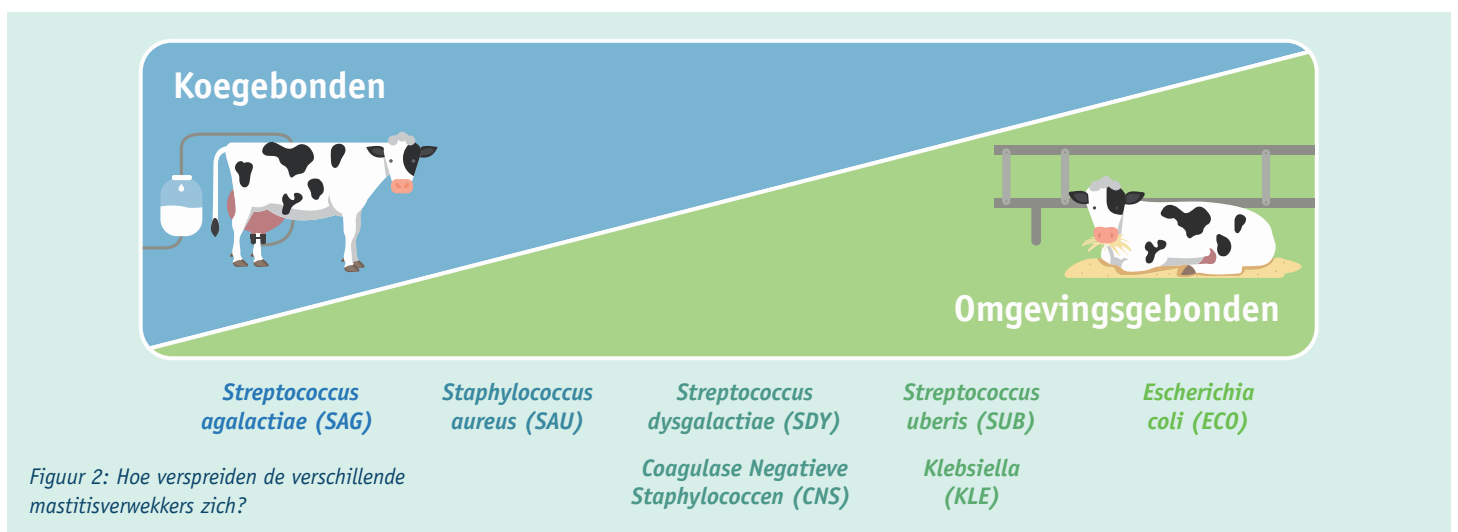 Koegebonden
Omgevingsgebonden
Streptococcus
agalactiae (SAG)
Staphylococcus
aureus (SAU)
Streptococcus
dysgalactiae (SDY)
Streptococcus
uberis (SUB)
Escherichia
coli (ECO)
Coagulase Negatieve
Staphylococcen (CNS)
Klebsiella
(KLE)
Figuur 2: Hoe verspreiden de verschillende
mastitisverwekkers zich?